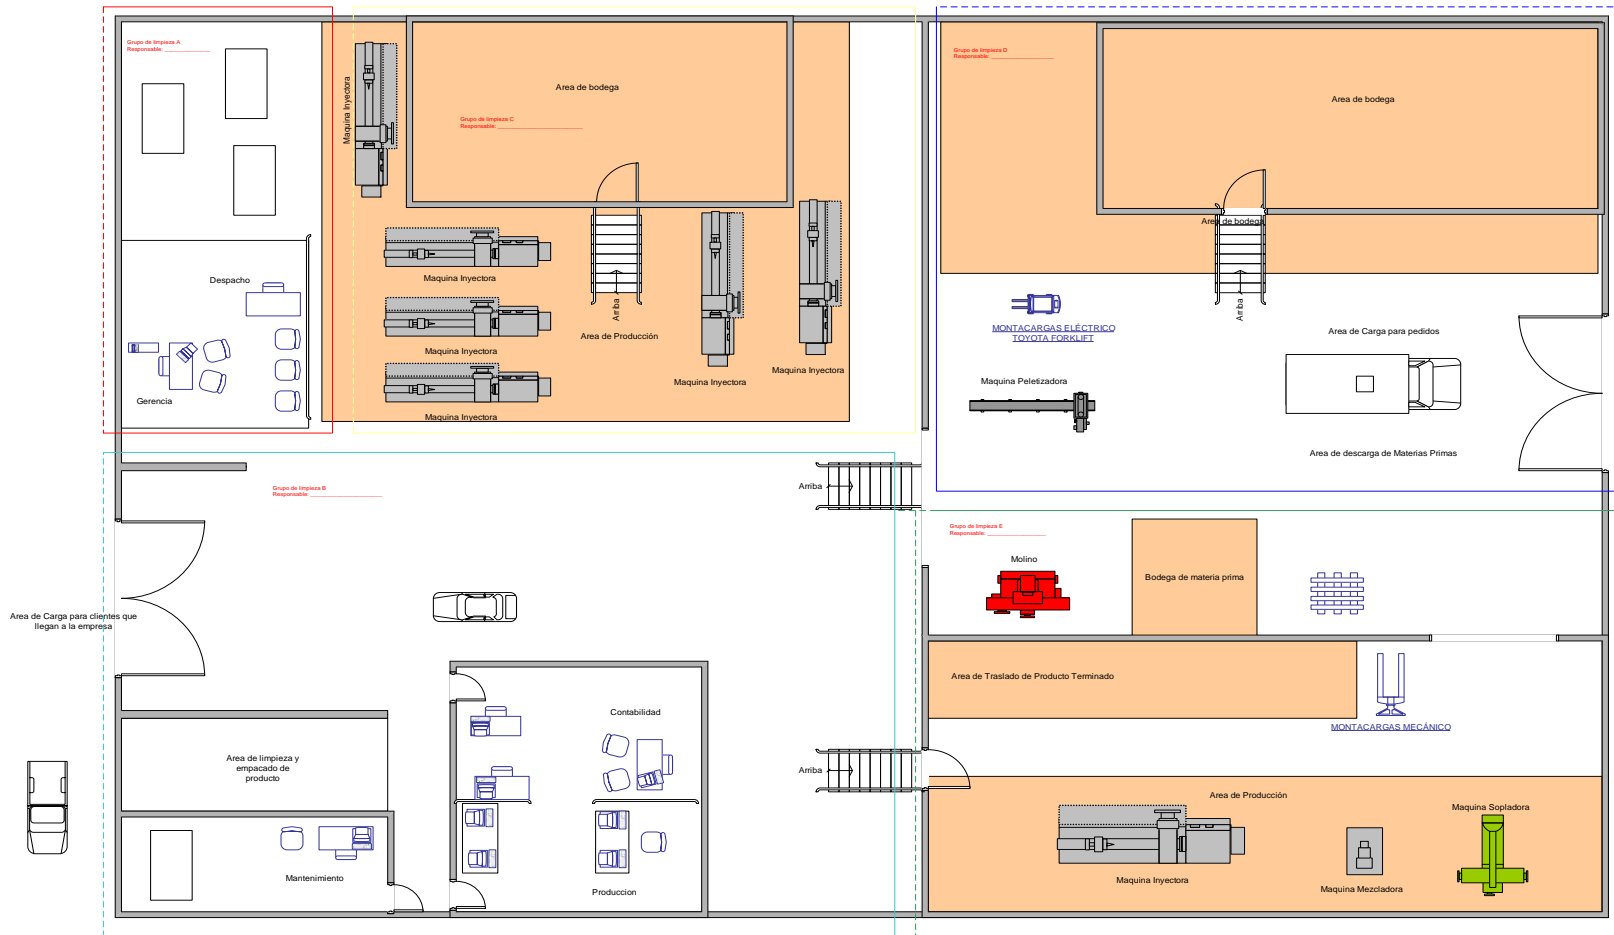 Grupo de limpieza A
Responsable: _______________
Maquina Inyectora
Area de bodega
Grupo de limpieza C
Responsable: ____________________________
Grupo de limpieza D
Responsable: _____________________
Area de bodega
Area de bodega
Arriba
Maquina Inyectora
Maquina Inyectora
Maquina Inyectora
Arriba
Area de Producción
Maquina Inyectora
Maquina Inyectora
Despacho
Gerencia
MONTACARGAS ELÉCTRICO
TOYOTA FORKLIFT
Area de Carga para pedidos
Maquina Peletizadora
Area de descarga de Materias Primas
Grupo de limpieza B
Responsable: ________________________
Arriba
Grupo de limpieza E
Responsable: ___________________
Molino
Bodega de materia prima
Area de Carga para clientes que
llegan a la empresa
Area de Traslado de Producto Terminado
MONTACARGAS MECÁNICO
Contabilidad
Area de limpieza y
empacado de
producto
Arriba
Area de Producción
Maquina Sopladora
Mantenimiento
Produccion
Maquina Inyectora
Maquina Mezcladora